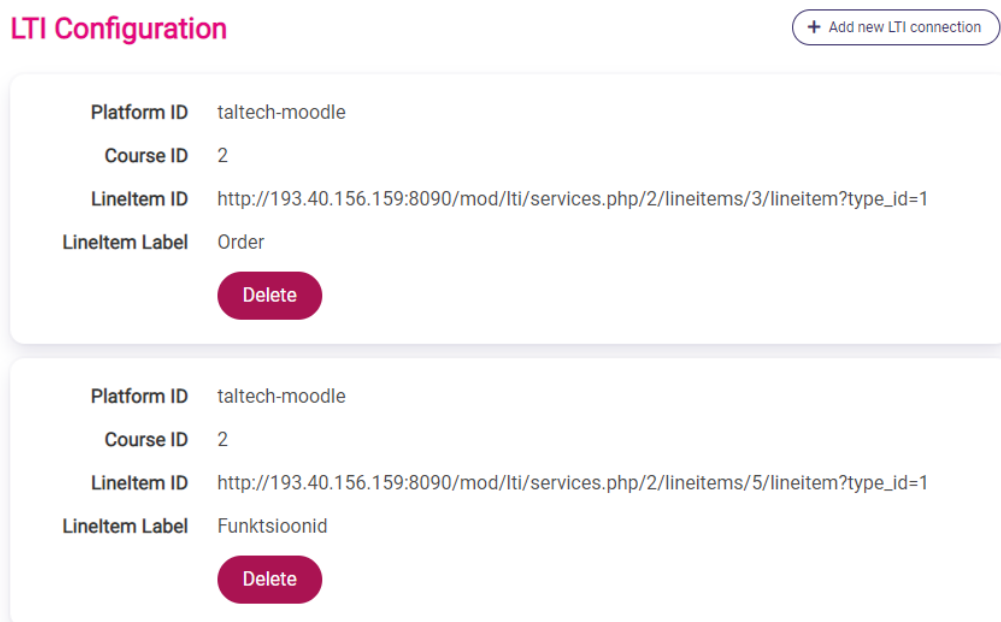 LTI Configuration
+ Add new LTI connection
Platform ID taltech-moodle
Course ID 2
LineItem ID http://193.40.156.159:8090/mod/lti/services.php/2/lineitems/3/lineitem?type_id=1
LineItem Label Order
Delete
Platform ID taltech-moodle
Course ID 2
LineItem ID http://193.40.156.159:8090/mod/lti/services.php/2/lineitems/5/lineitem?type_id=1
LineItem Label Funktsioonid
Delete